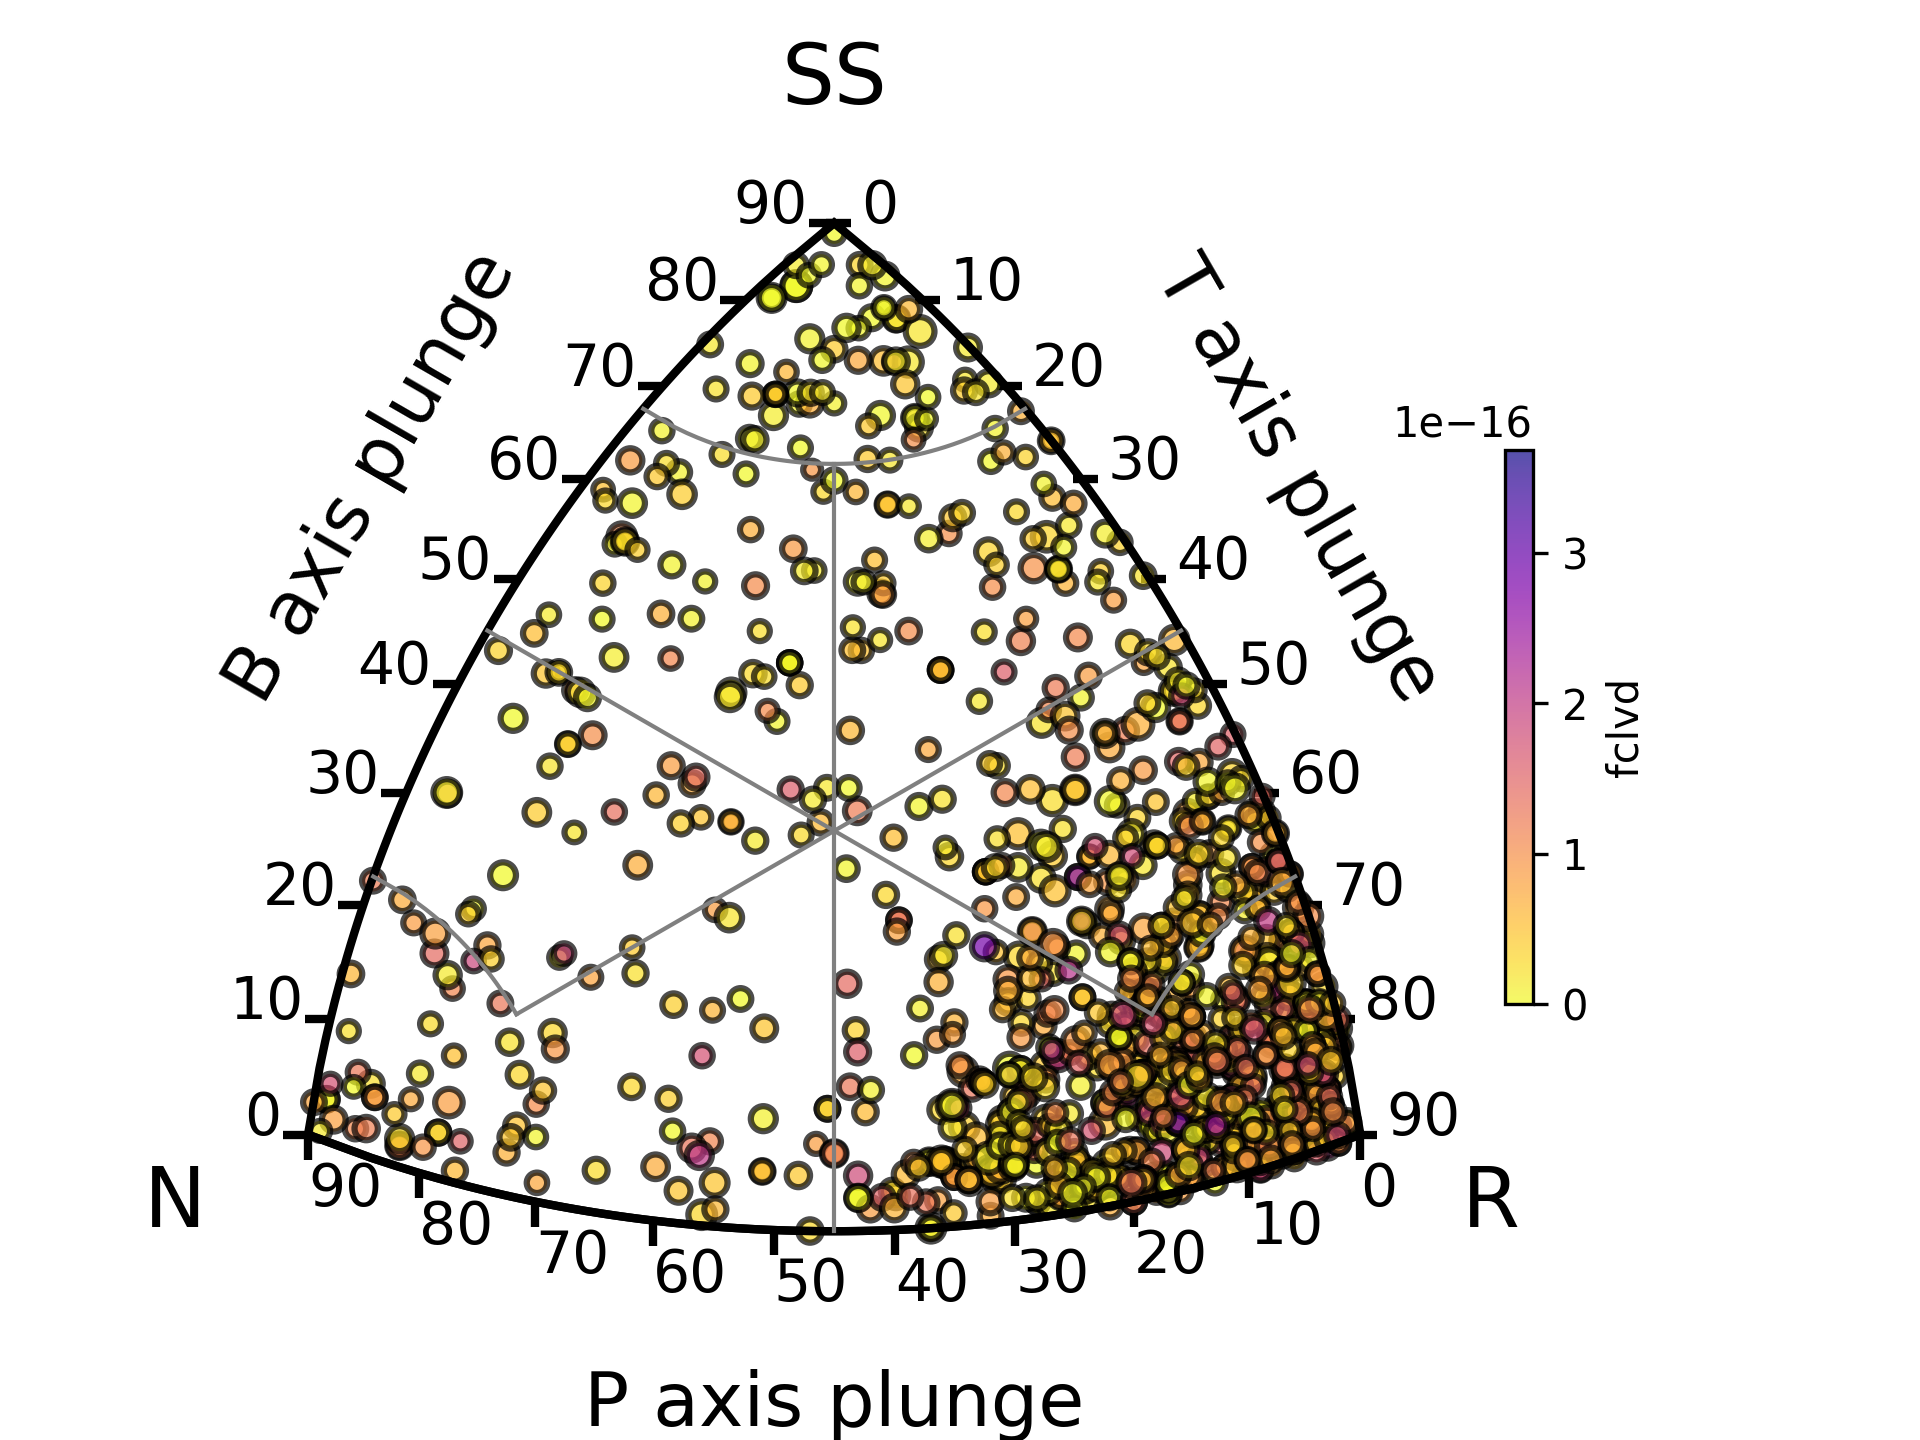 SS
90 0
80 10
70 20
60 30
50 40
40 50
30 60
20 70
10 80
0 90
B axis plunge
T axis plunge
N
R
90 80 70 60 50 40 30 20 10 0
P axis plunge
1e−16
3
2
1
0
fclvd